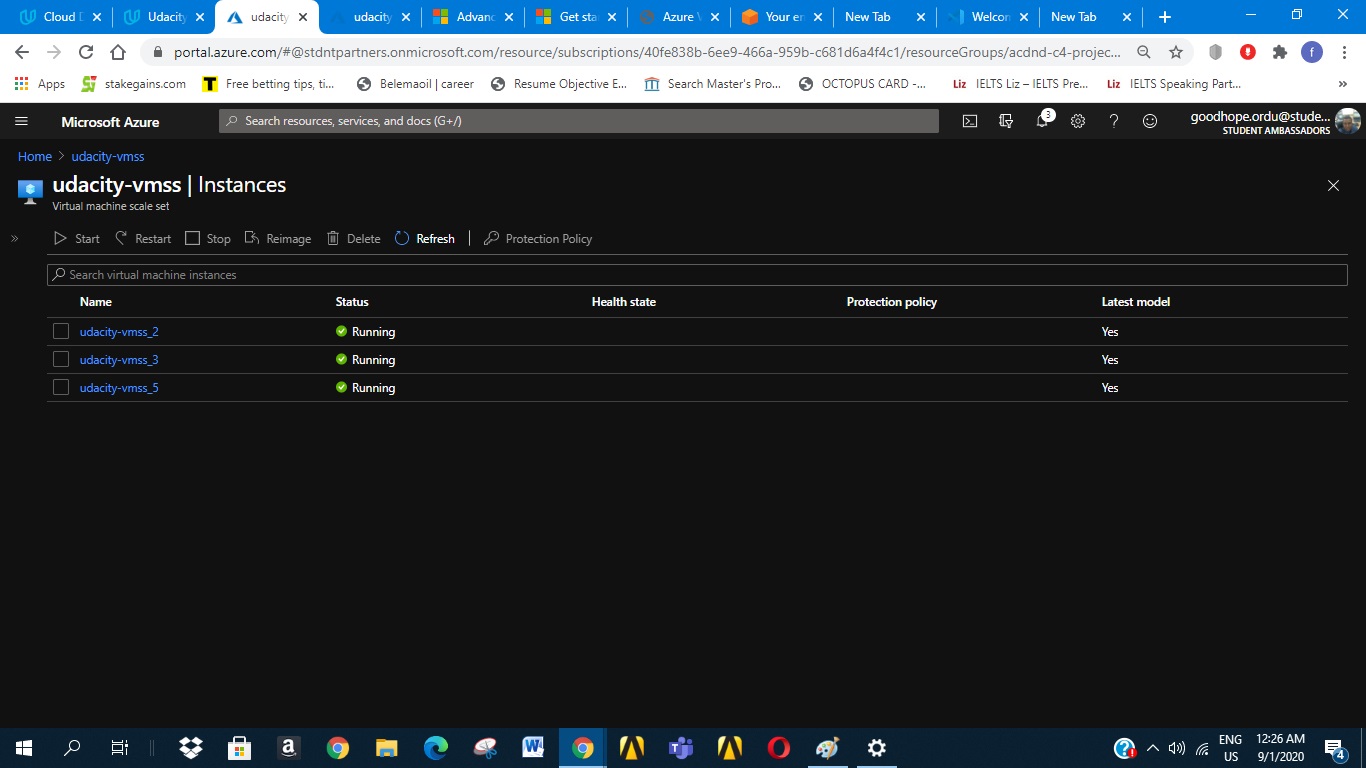 Cloud D
Udacity
udacity-
udacity-
Advanc
Get star
Azure V
Your en
New Tab
Welcom
New Tab
portal.azure.com/#@stdntpartners.onmicrosoft.com/resource/subscriptions/40fe838b-6ee9-466a-959b-c681d6a4f4c1/resourceGroups/acdnd-c4-projec...
f
Apps
stakegains.com
T
Free betting tips, ti...
Belemaoil | career
Resume Objective E...
Search Master's Pro...
OCTOPUS CARD -...
Liz IELTS Liz – IELTS Pre...
Liz IELTS Speaking Part...
»
Microsoft Azure
Search resources, services, and docs (G+/)
3
goodhope.ordu@stude...
STUDENT AMBASSADORS
Home > udacity-vmss
udacity-vmss | Instances
Virtual machine scale set
» Start Restart Stop Reimage Delete Refresh | Protection Policy
Search virtual machine instances
Name Status Health state Protection policy Latest model
udacity-vmss_2 Running Yes
udacity-vmss_3 Running Yes
udacity-vmss_5 Running Yes
ENG
US
12:26 AM
9/1/2020
4